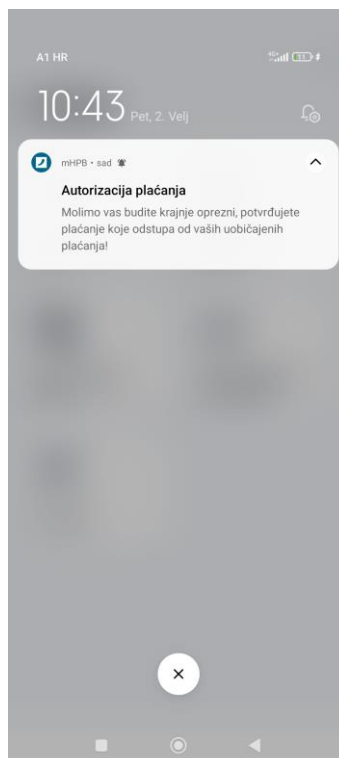 A1 HR
10:43 Pet, 2. Velj
mHPB • sad
Autorizacija plaćanja
Molimo vas budite krajnje oprezni, potvrđujete
plaćanje koje odstupa od vaših uobičajenih
plaćanja!